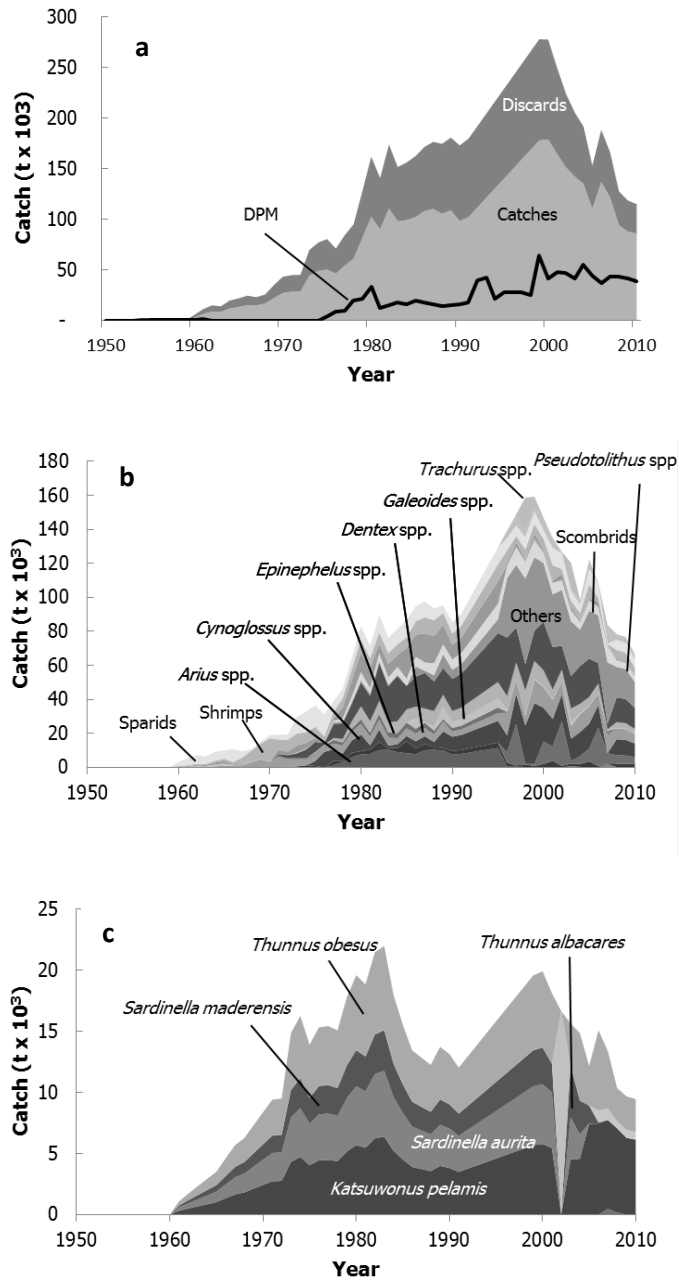 a
300
250
200
150
100
50
-
Catch (t x 103)
Discards
Catches
DPM
1950 1960 1970 1980 1990 2000 2010
Year
b
180
160
140
120
100
80
60
40
20
0
Catch (t x 10³)
Trachurus spp.
Pseudotolithus spp
Galeoides spp.
Dentex spp.
Scombrids
Epinephelus spp.
Others
Cynoglossus spp.
Arius spp.
Shrimps
Sparids
1950 1960 1970 1980 1990 2000 2010
Year
c
25
20
15
10
5
0
Catch (t x 10³)
Thunnus obesus
Thunnus albacares
Sardinella maderensis
Sardinella aurita
Katsuwonus pelamis
1950 1960 1970 1980 1990 2000 2010
Year